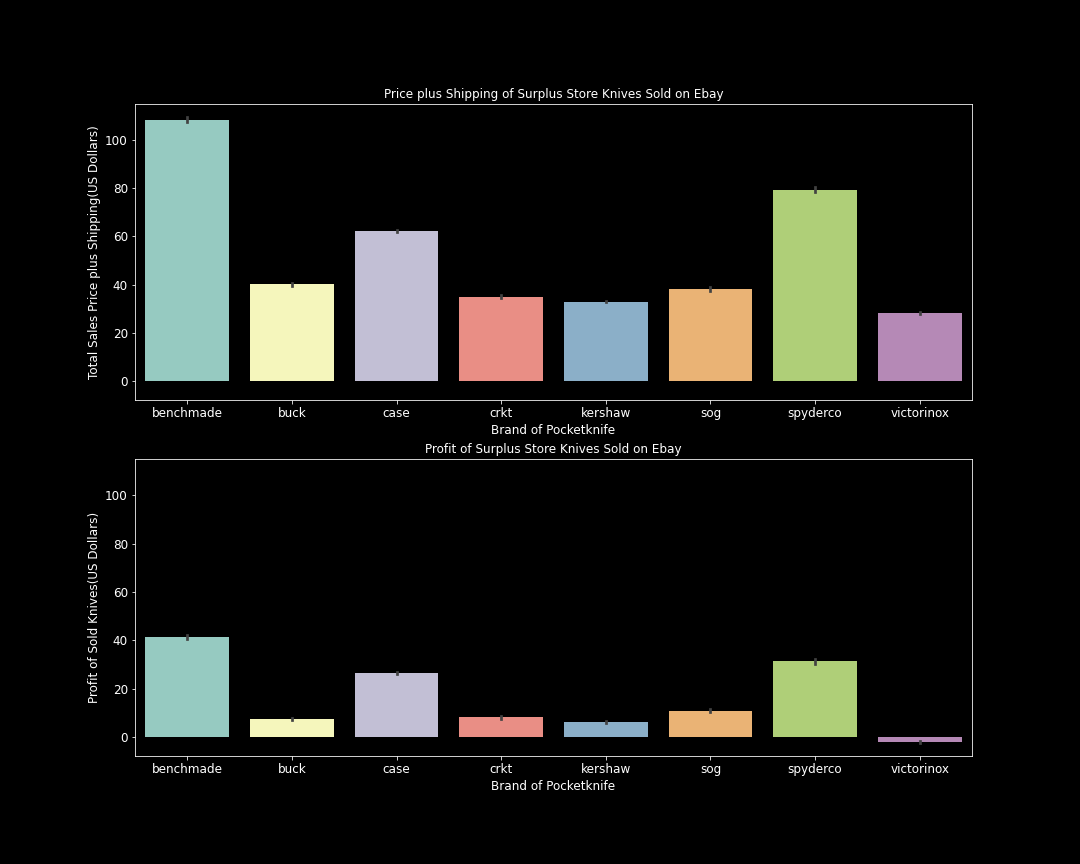 Price plus Shipping of Surplus Store Knives Sold on Ebay
Total Sales Price plus Shipping(US Dollars)
100
80
60
40
20
0
benchmade buck case crkt kershaw sog spyderco victorinox
Brand of Pocketknife
Profit of Surplus Store Knives Sold on Ebay
Profit of Sold Knives(US Dollars)
100
80
60
40
20
0
benchmade buck case crkt kershaw sog spyderco victorinox
Brand of Pocketknife